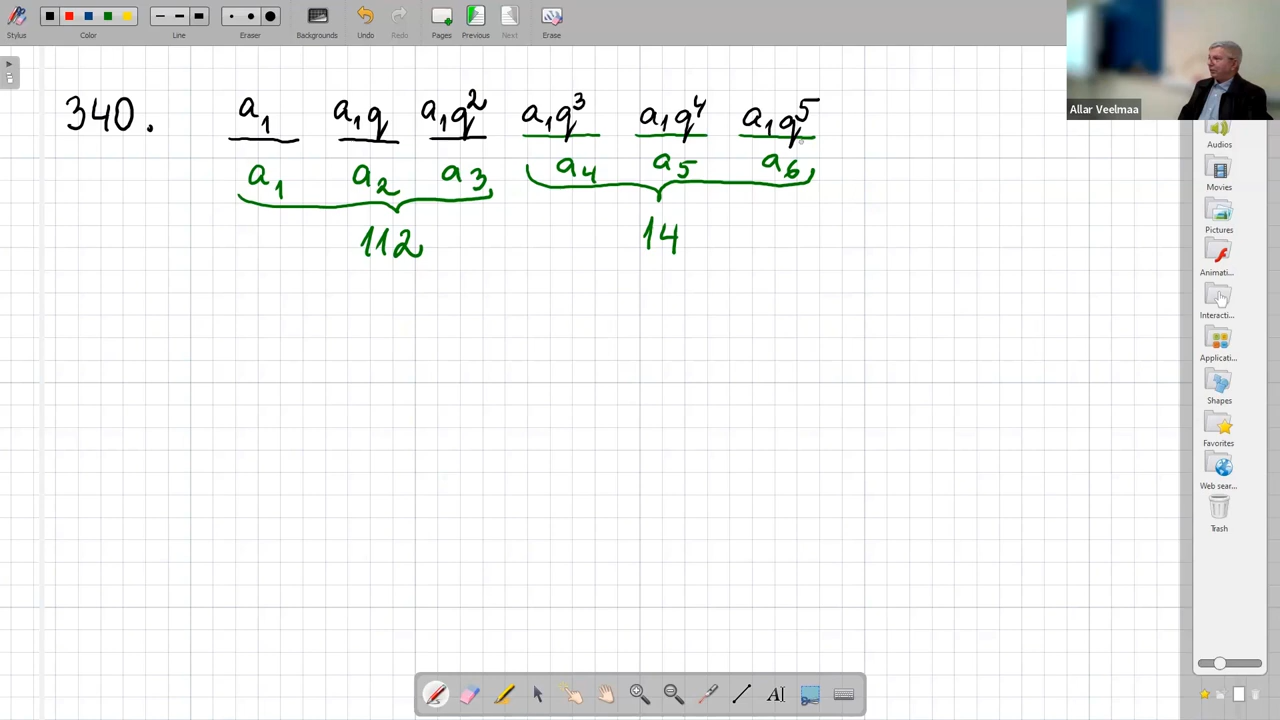 Stylus Color Line Eraser Backgrounds Undo Redo Pages Previous Next Erase
Allar Veelmaa
340. a₁ a₁q a₁q² a₁q³ a₁q⁴ a₁q⁵
a₁ a₂ a₃ a₄ a₅ a₆
112 14
Audios
Movies
Pictures
Animati...
Interacti...
Applicati...
Shapes
Favorites
Web sear...
Trash